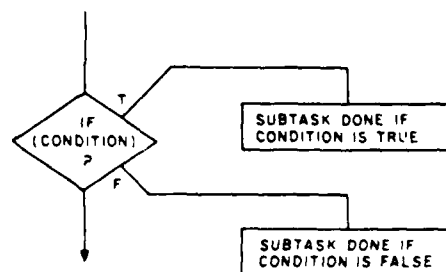 T
IF
(CONDITION)
?
F
SUBTASK DONE IF
CONDITION IS TRUE
SUBTASK DONE IF
CONDITION IS FALSE